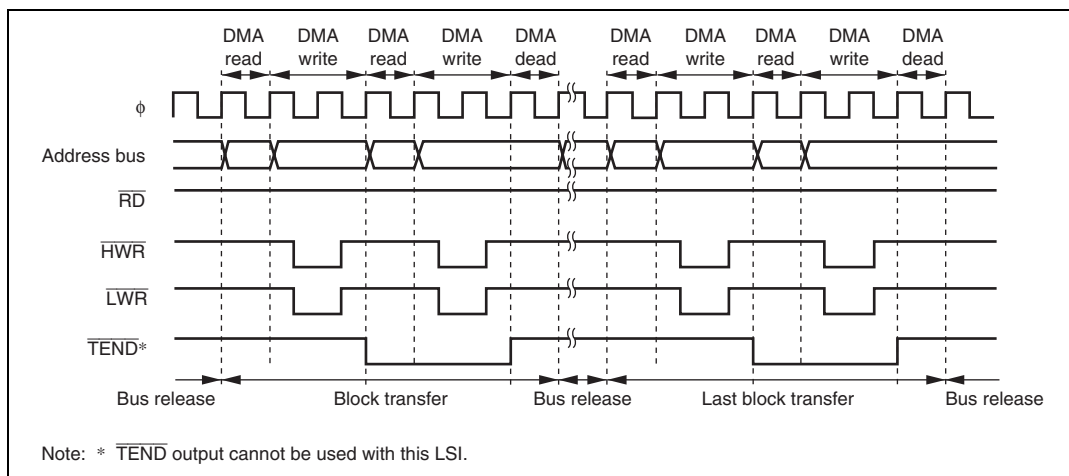 DMA read DMA write DMA read DMA write DMA dead DMA read DMA write DMA read DMA write DMA dead
ϕ
Address bus
RD
HWR
LWR
TEND*
Bus release Block transfer Bus release Last block transfer Bus release
Note: * TEND output cannot be used with this LSI.